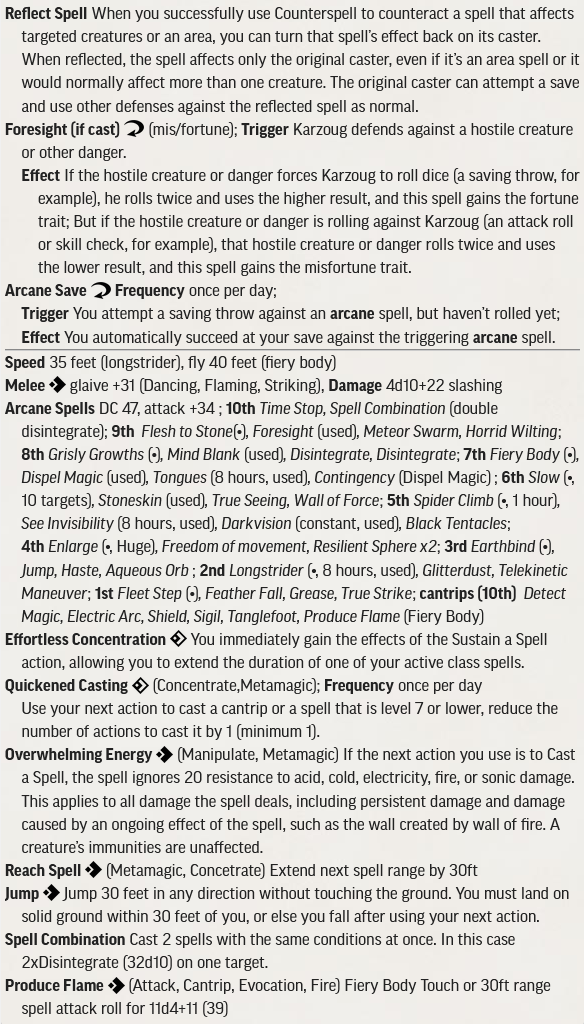 Reflect Spell When you successfully use Counterspell to counteract a spell that affects
targeted creatures or an area, you can turn that spell's effect back on its caster.
When reflected, the spell affects only the original caster, even if it's an area spell or it
would normally affect more than one creature. The original caster can attempt a save
and use other defenses against the reflected spell as normal.
Foresight (if cast) (mis/fortune); Trigger Karzoug defends against a hostile creature
or other danger.
Effect If the hostile creature or danger forces Karzoug to roll dice (a saving throw, for
example), he rolls twice and uses the higher result, and this spell gains the fortune
trait; But if the hostile creature or danger is rolling against Karzoug (an attack roll
or skill check, for example), that hostile creature or danger rolls twice and uses
the lower result, and this spell gains the misfortune trait.
Arcane Save Frequency once per day;
Trigger You attempt a saving throw against an arcane spell, but haven't rolled yet;
Effect You automatically succeed at your save against the triggering arcane spell.
Speed 35 feet (longstrider), fly 40 feet (fiery body)
Melee glaive +31 (Dancing, Flaming, Striking), Damage 4d10+22 slashing
Arcane Spells DC 47, attack +34 ; 10th Time Stop, Spell Combination (double
disintegrate); 9th Flesh to Stone(•), Foresight (used), Meteor Swarm, Horrid Wilting;
8th Grisly Growths (•), Mind Blank (used), Disintegrate, Disintegrate; 7th Fiery Body (•),
Dispel Magic (used), Tongues (8 hours, used), Contingency (Dispel Magic) ; 6th Slow (•,
10 targets), Stoneskin (used), True Seeing, Wall of Force; 5th Spider Climb (•, 1 hour),
See Invisibility (8 hours, used), Darkvision (constant, used), Black Tentacles;
4th Enlarge (•, Huge), Freedom of movement, Resilient Sphere x2; 3rd Earthbind (•),
Jump, Haste, Aqueous Orb ; 2nd Longstrider (•, 8 hours, used), Glitterdust, Telekinetic
Maneuver; 1st Fleet Step (•), Feather Fall, Grease, True Strike; cantrips (10th) Detect
Magic, Electric Arc, Shield, Sigil, Tanglefoot, Produce Flame (Fiery Body)
Effortless Concentration You immediately gain the effects of the Sustain a Spell
action, allowing you to extend the duration of one of your active class spells.
Quickened Casting (Concentrate,Metamagic); Frequency once per day
Use your next action to cast a cantrip or a spell that is level 7 or lower, reduce the
number of actions to cast it by 1 (minimum 1).
Overwhelming Energy (Manipulate, Metamagic) If the next action you use is to Cast
a Spell, the spell ignores 20 resistance to acid, cold, electricity, fire, or sonic damage.
This applies to all damage the spell deals, including persistent damage and damage
caused by an ongoing effect of the spell, such as the wall created by wall of fire. A
creature's immunities are unaffected.
Reach Spell (Metamagic, Concetrate) Extend next spell range by 30ft
Jump Jump 30 feet in any direction without touching the ground. You must land on
solid ground within 30 feet of you, or else you fall after using your next action.
Spell Combination Cast 2 spells with the same conditions at once. In this case
2xDisintegrate (32d10) on one target.
Produce Flame (Attack, Cantrip, Evocation, Fire) Fiery Body Touch or 30ft range
spell attack roll for 11d4+11 (39)